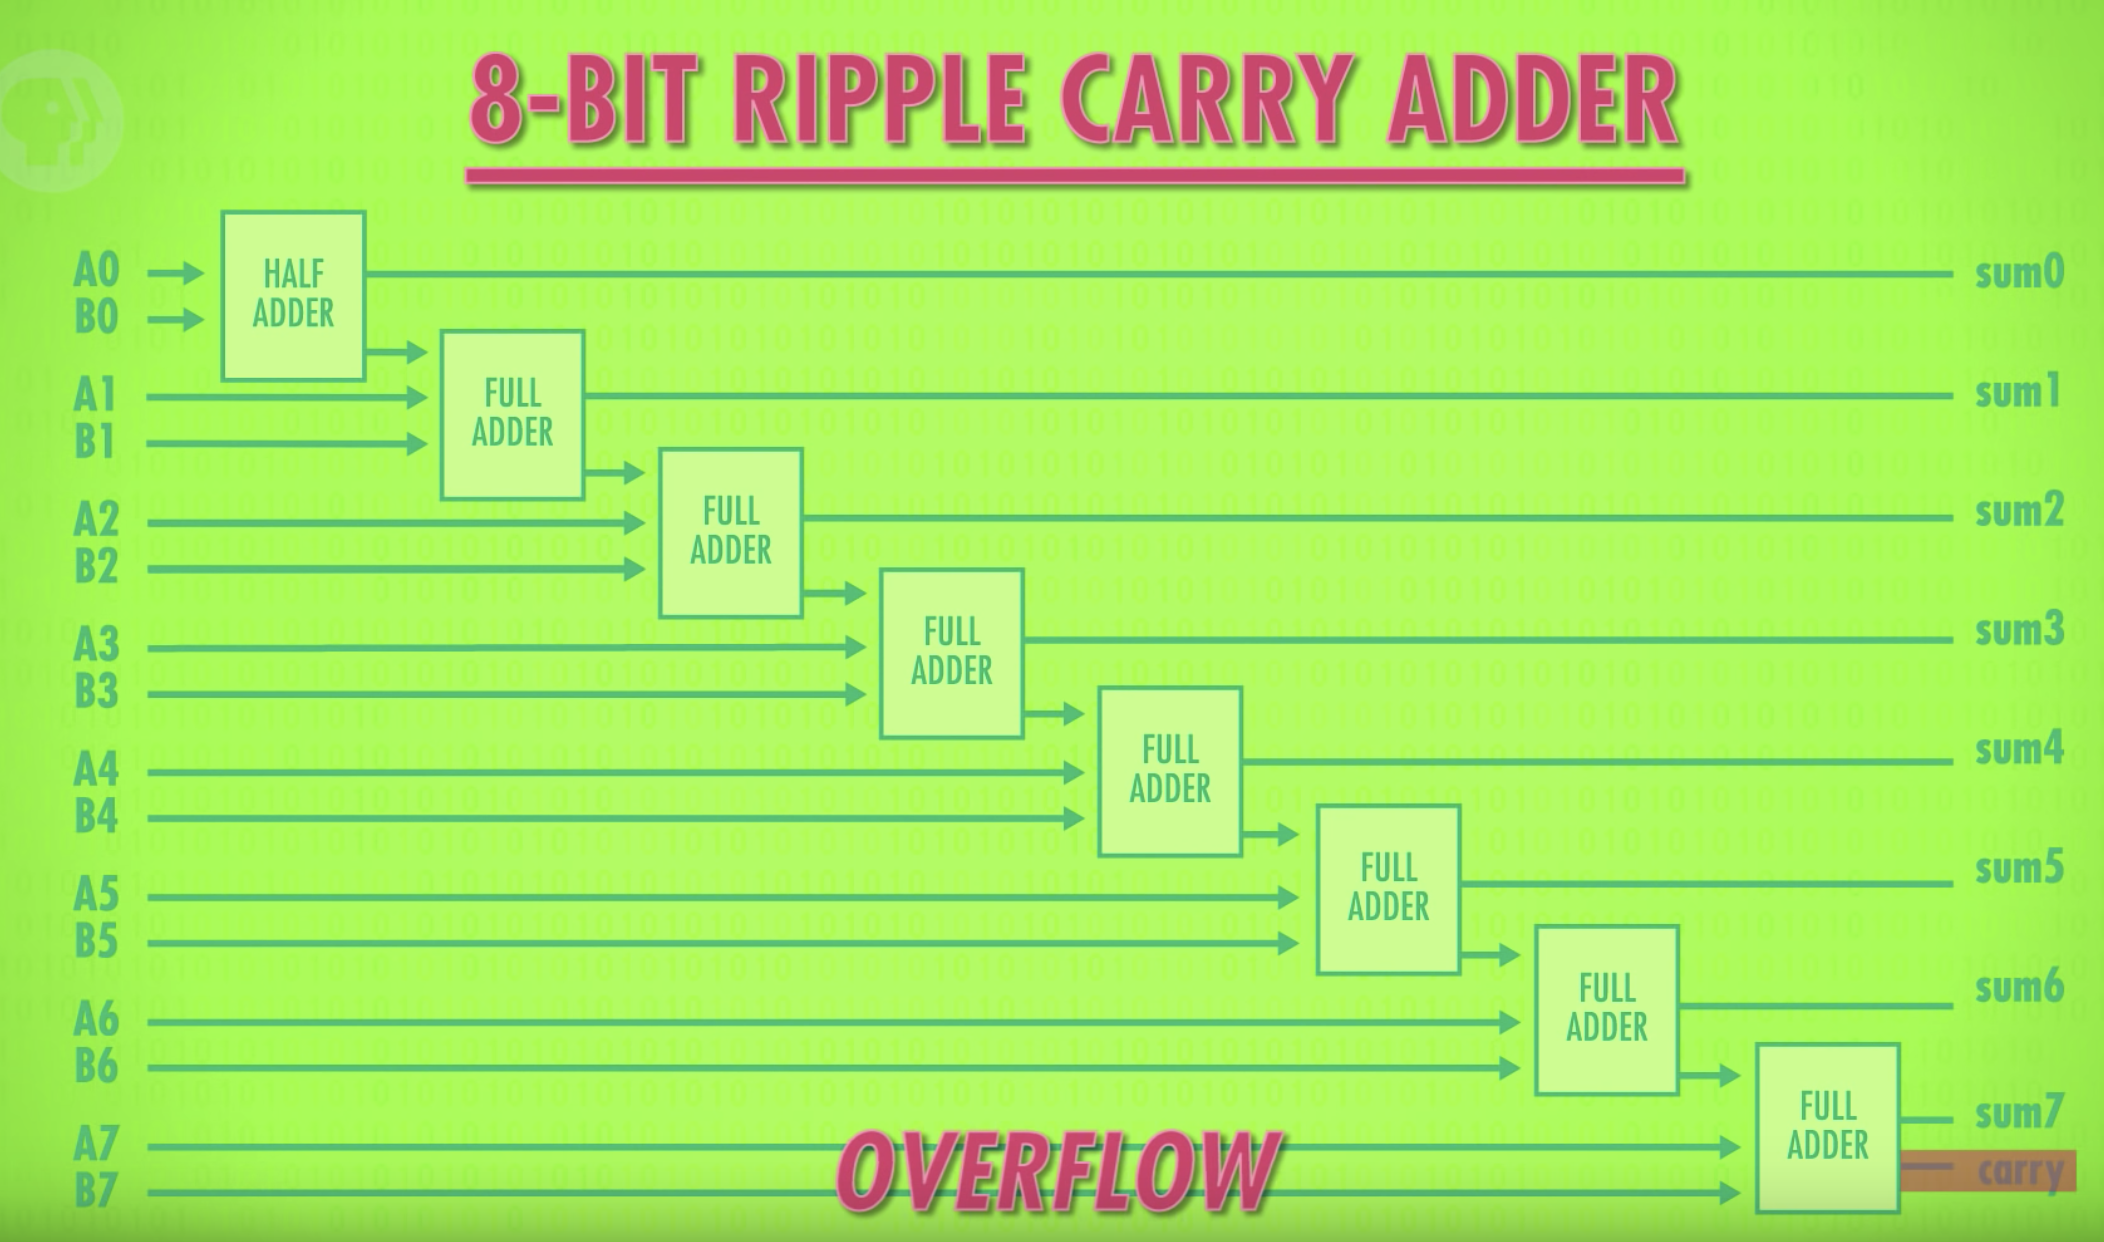 8-BIT RIPPLE CARRY ADDER
A0
B0
HALF
ADDER
sum0
A1
B1
FULL
ADDER
sum1
A2
B2
FULL
ADDER
sum2
A3
B3
FULL
ADDER
sum3
A4
B4
FULL
ADDER
sum4
A5
B5
FULL
ADDER
sum5
A6
B6
FULL
ADDER
sum6
A7
B7
FULL
ADDER
sum7
carry
OVERFLOW